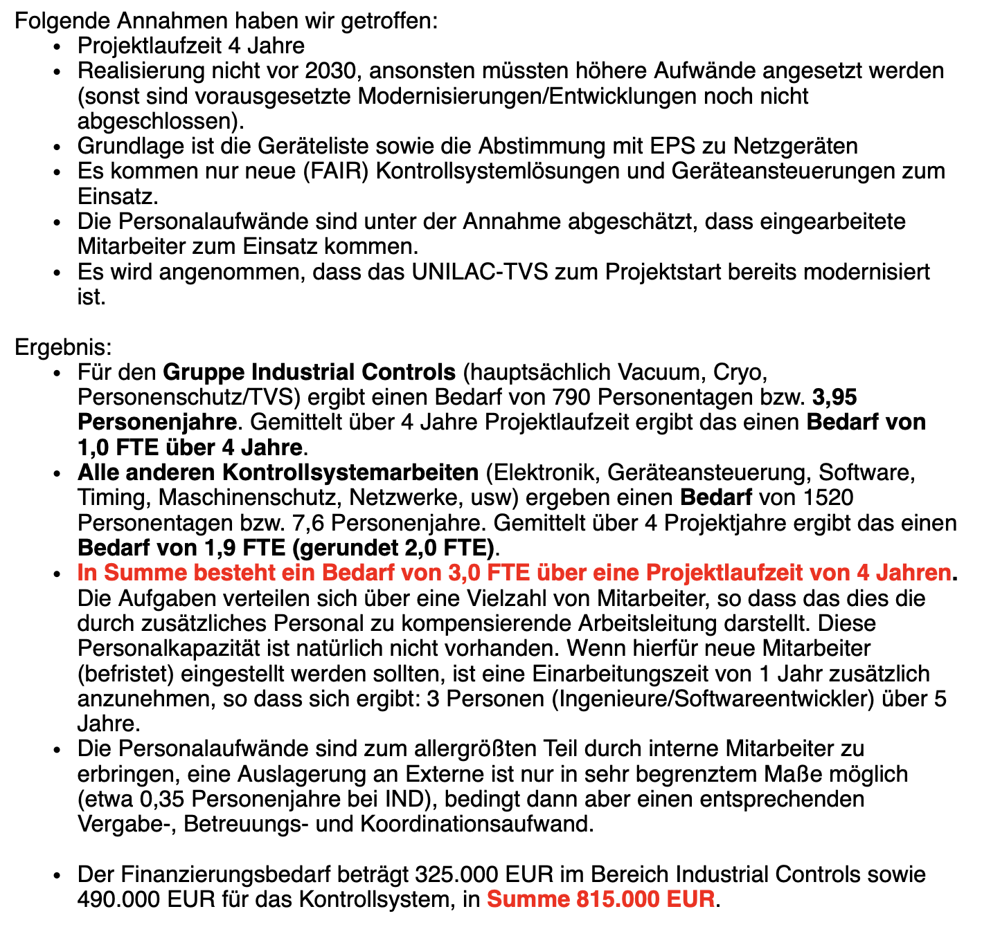 Folgende Annahmen haben wir getroffen:
• Projektlaufzeit 4 Jahre
• Realisierung nicht vor 2030, ansonsten müssten höhere Aufwände angesetzt werden
(sonst sind vorausgesetzte Modernisierungen/Entwicklungen noch nicht
abgeschlossen).
• Grundlage ist die Geräteliste sowie die Abstimmung mit EPS zu Netzgeräten
• Es kommen nur neue (FAIR) Kontrollsystemlösungen und Geräteansteuerungen zum
Einsatz.
• Die Personalaufwände sind unter der Annahme abgeschätzt, dass eingearbeitete
Mitarbeiter zum Einsatz kommen.
• Es wird angenommen, dass das UNILAC-TVS zum Projektstart bereits modernisiert
ist.
Ergebnis:
• Für den Gruppe Industrial Controls (hauptsächlich Vacuum, Cryo,
Personenschutz/TVS) ergibt einen Bedarf von 790 Personentagen bzw. 3,95
Personenjahre. Gemittelt über 4 Jahre Projektlaufzeit ergibt das einen Bedarf von
1,0 FTE über 4 Jahre.
• Alle anderen Kontrollsystemarbeiten (Elektronik, Geräteansteuerung, Software,
Timing, Maschinenschutz, Netzwerke, usw) ergeben einen Bedarf von 1520
Personentagen bzw. 7,6 Personenjahre. Gemittelt über 4 Projektjahre ergibt das einen
Bedarf von 1,9 FTE (gerundet 2,0 FTE).
• In Summe besteht ein Bedarf von 3,0 FTE über eine Projektlaufzeit von 4 Jahren.
Die Aufgaben verteilen sich über eine Vielzahl von Mitarbeiter, so dass das dies die
durch zusätzliches Personal zu kompensierende Arbeitsleitung darstellt. Diese
Personalkapazität ist natürlich nicht vorhanden. Wenn hierfür neue Mitarbeiter
(befristet) eingestellt werden sollten, ist eine Einarbeitungszeit von 1 Jahr zusätzlich
anzunehmen, so dass sich ergibt: 3 Personen (Ingenieure/Softwareentwickler) über 5
Jahre.
• Die Personalaufwände sind zum allergrößten Teil durch interne Mitarbeiter zu
erbringen, eine Auslagerung an Externe ist nur in sehr begrenztem Maße möglich
(etwa 0,35 Personenjahre bei IND), bedingt dann aber einen entsprechenden
Vergabe-, Betreuungs- und Koordinationsaufwand.
• Der Finanzierungsbedarf beträgt 325.000 EUR im Bereich Industrial Controls sowie
490.000 EUR für das Kontrollsystem, in Summe 815.000 EUR.